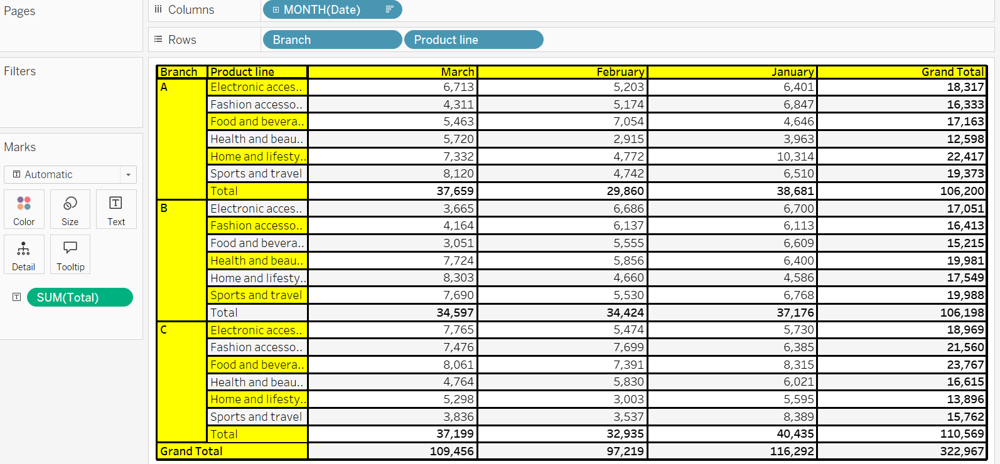 Pages
Columns MONTH(Date)
Rows Branch Product line
Filters
Marks
Automatic
Color Size Text
Detail Tooltip
SUM(Total)
Branch Product line March February January Grand Total
A Electronic acces.. 6,713 5,203 6,401 18,317
Fashion accesso.. 4,311 5,174 6,847 16,333
Food and bevera.. 5,463 7,054 4,646 17,163
Health and beau.. 5,720 2,915 3,963 12,598
Home and lifesty.. 7,332 4,772 10,314 22,417
Sports and travel 8,120 4,742 6,510 19,373
Total 37,659 29,860 38,681 106,200
B Electronic acces.. 3,665 6,686 6,700 17,051
Fashion accesso.. 4,164 6,137 6,113 16,413
Food and bevera.. 3,051 5,555 6,609 15,215
Health and beau.. 7,724 5,856 6,400 19,981
Home and lifesty.. 8,303 4,660 4,586 17,549
Sports and travel 7,690 5,530 6,768 19,988
Total 34,597 34,424 37,176 106,198
C Electronic acces.. 7,765 5,474 5,730 18,969
Fashion accesso.. 7,476 7,699 6,385 21,560
Food and bevera.. 8,061 7,391 8,315 23,767
Health and beau.. 4,764 5,830 6,021 16,615
Home and lifesty.. 5,298 3,003 5,595 13,896
Sports and travel 3,836 3,537 8,389 15,762
Total 37,199 32,935 40,435 110,569
Grand Total 109,456 97,219 116,292 322,967